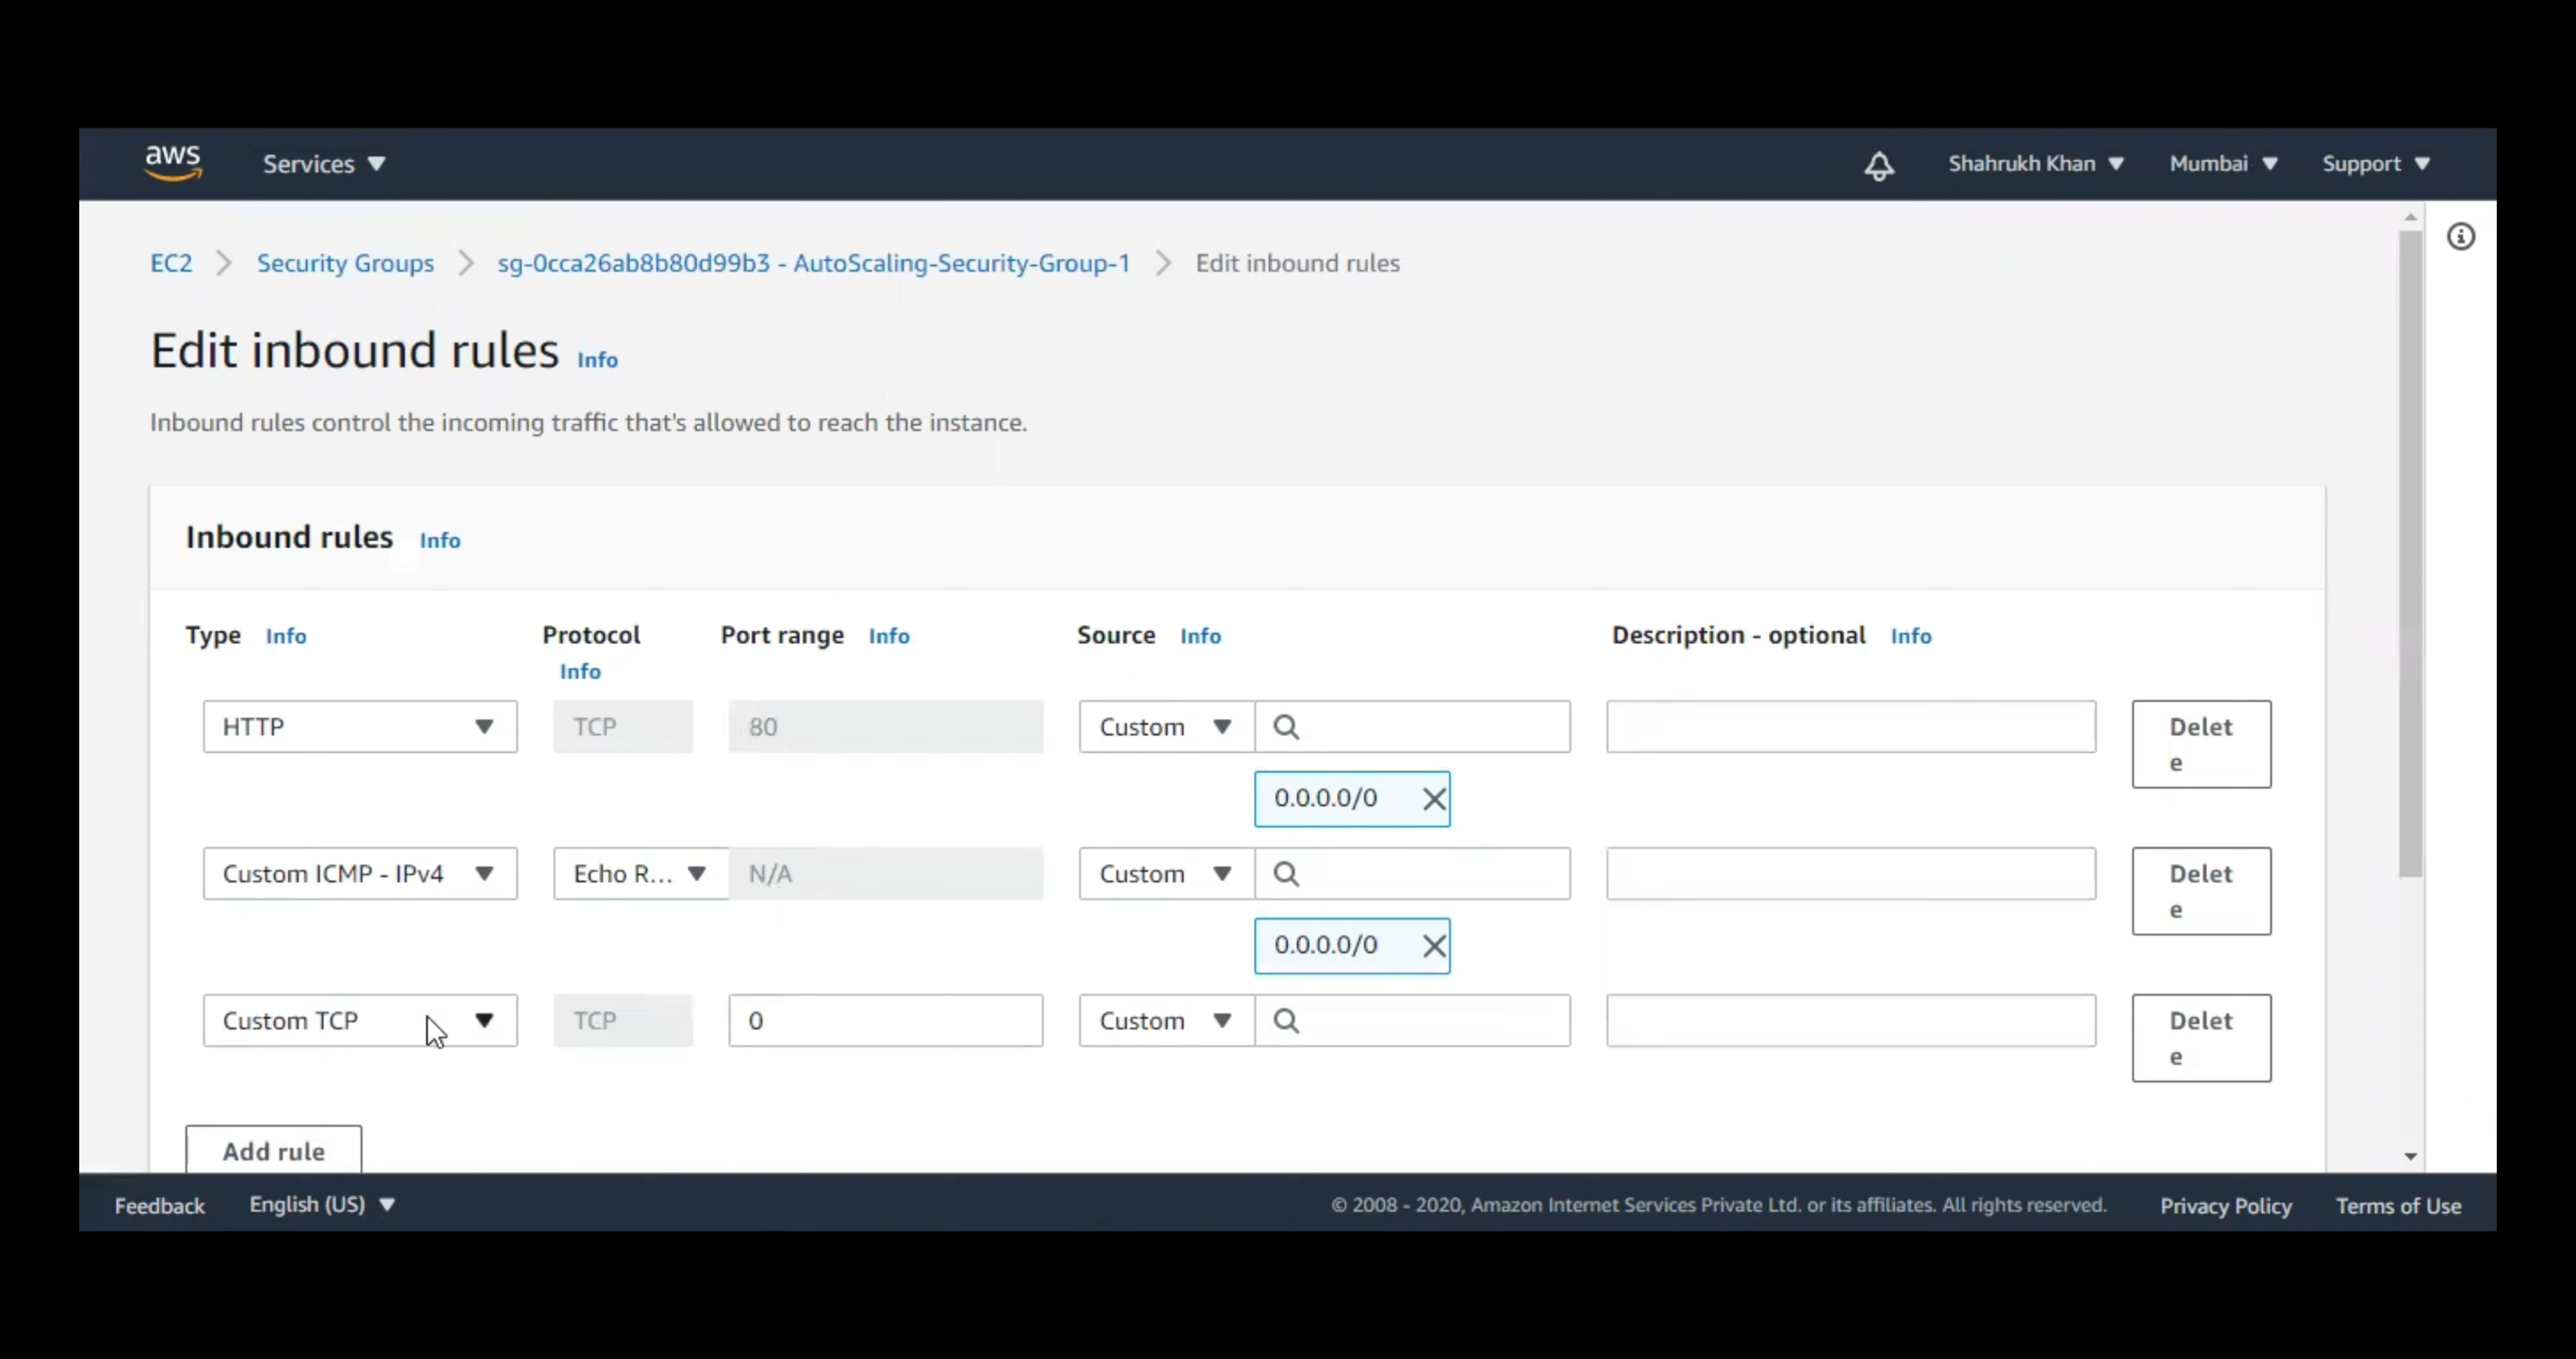 aws Services Shahrukh Khan Mumbai Support
EC2 Security Groups sg-0cca26ab8b80d99b3 - AutoScaling-Security-Group-1 Edit inbound rules
Edit inbound rules Info
Inbound rules control the incoming traffic that's allowed to reach the instance.
Inbound rules Info
Type Info Protocol Info Port range Info Source Info Description - optional Info
HTTP TCP 80 Custom Delete
0.0.0.0/0
Custom ICMP - IPv4 Echo R... N/A Custom Delete
0.0.0.0/0
Custom TCP TCP 0 Custom Delete
Add rule
Feedback English (US) © 2008 - 2020, Amazon Internet Services Private Ltd. or its affiliates. All rights reserved. Privacy Policy Terms of Use